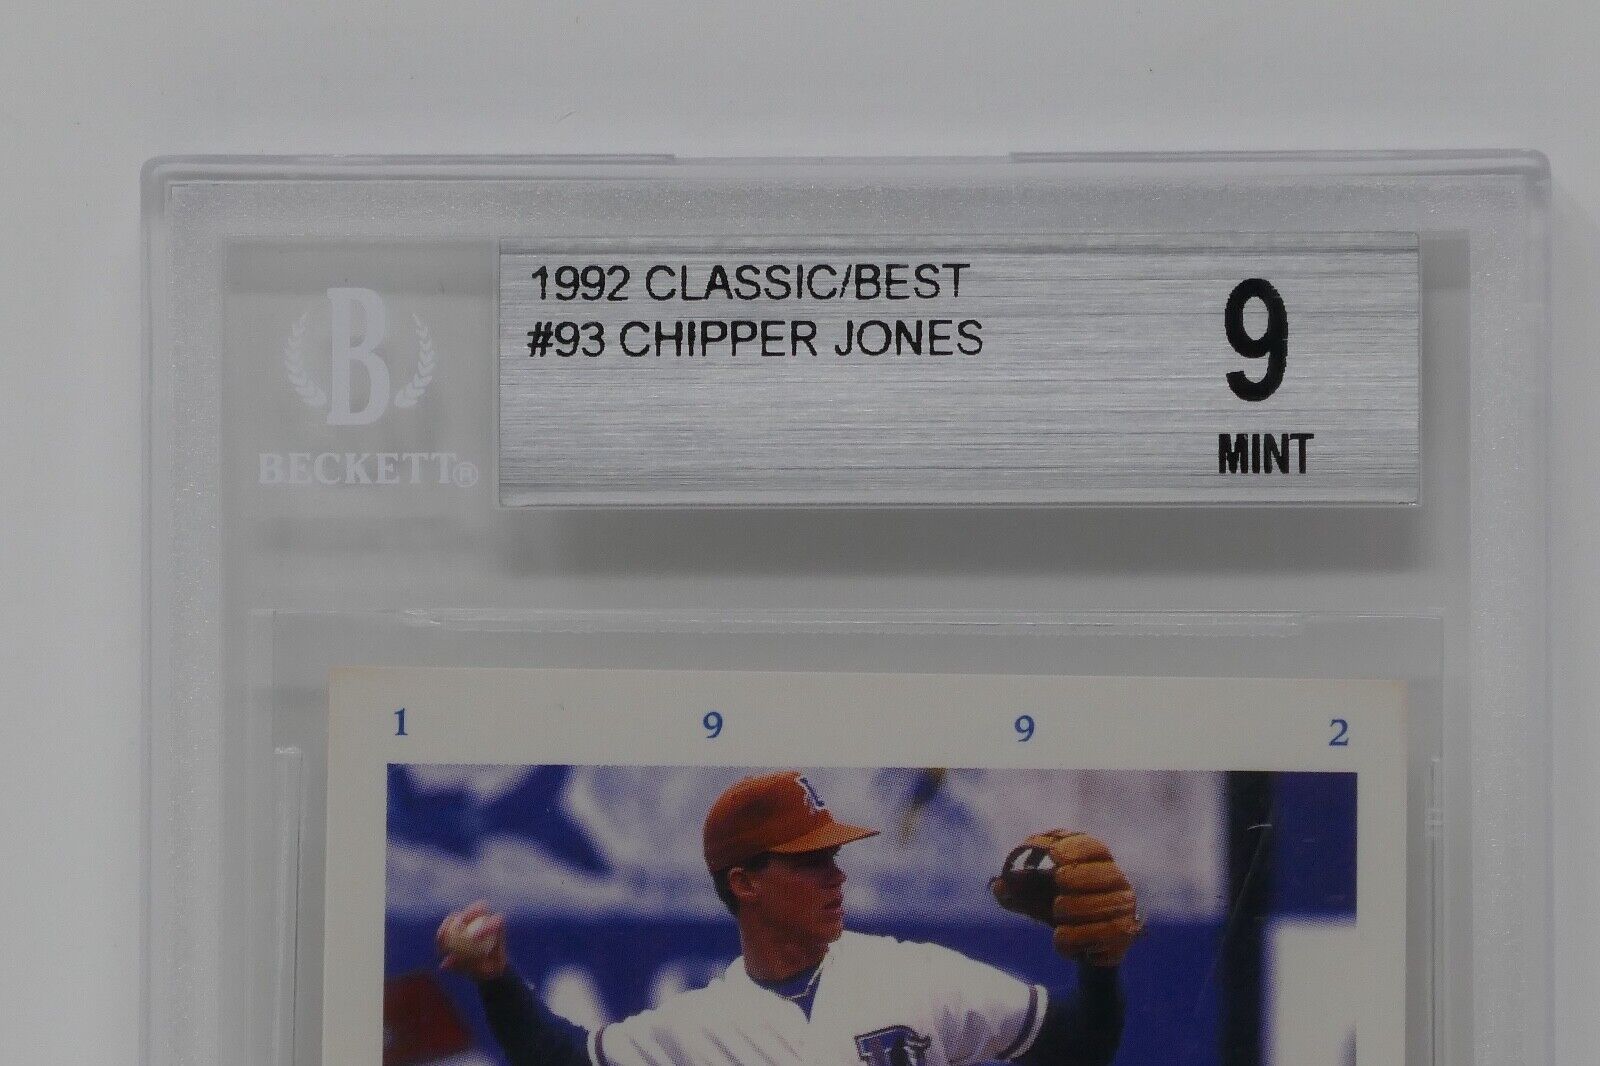 1992 CLASSIC/BEST
#93 CHIPPER JONES
9
MINT
B
BECKETT®
1 9 9 2